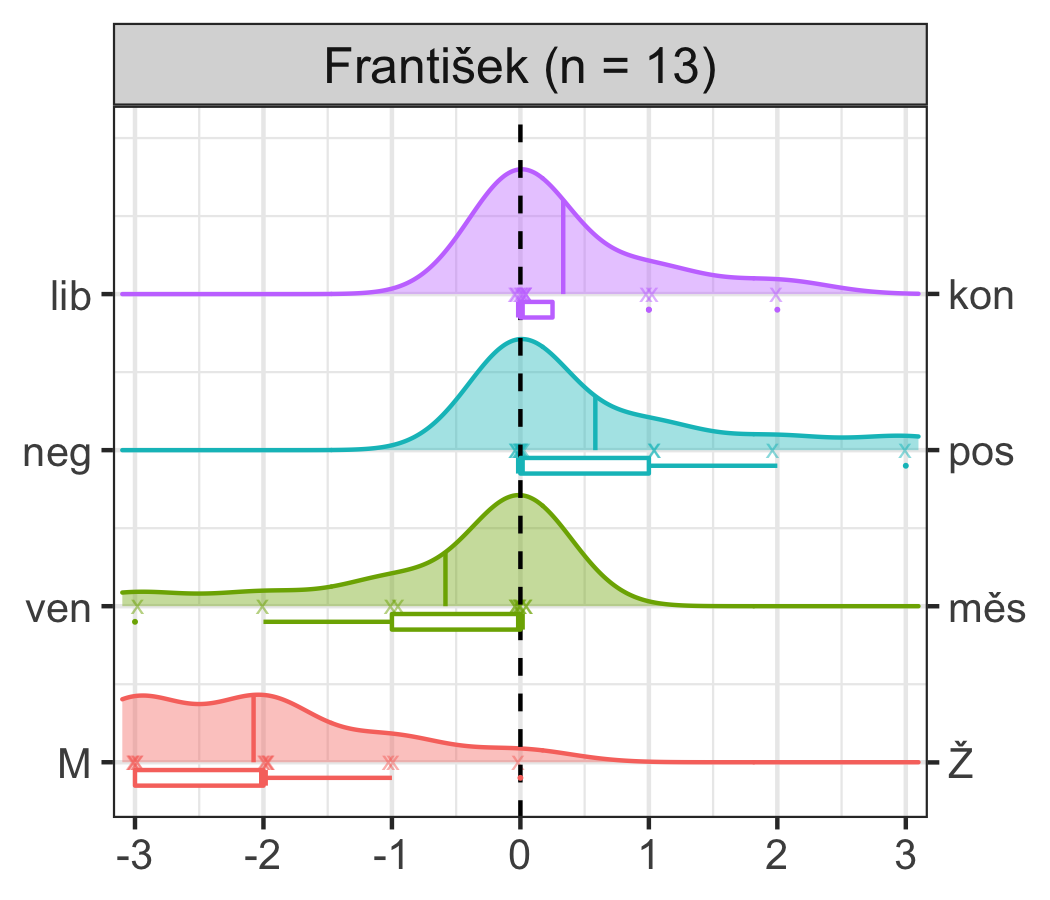 František (n = 13)
lib kon
neg pos
ven měs
M Ž
-3 -2 -1 0 1 2 3